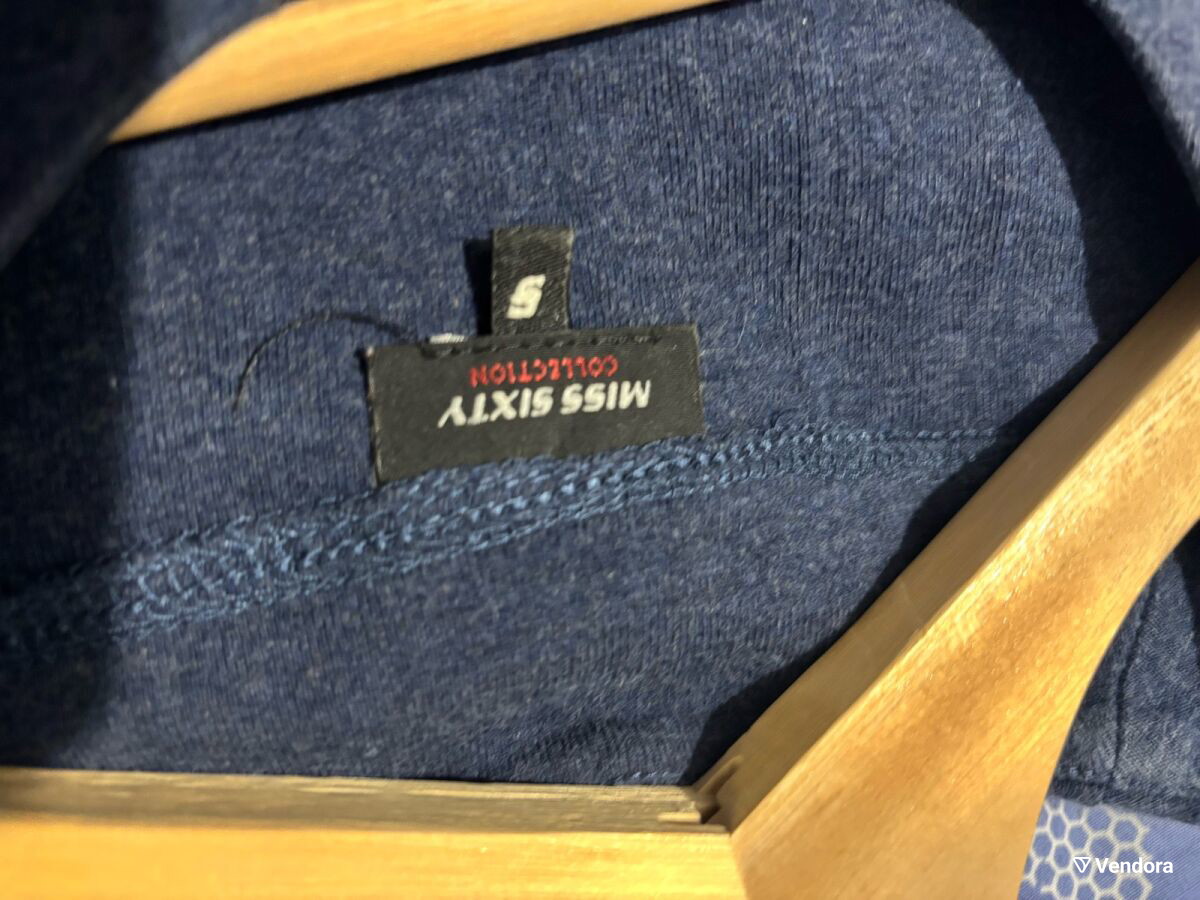 MISS SIXTY
COLLECTION
S
Vendora